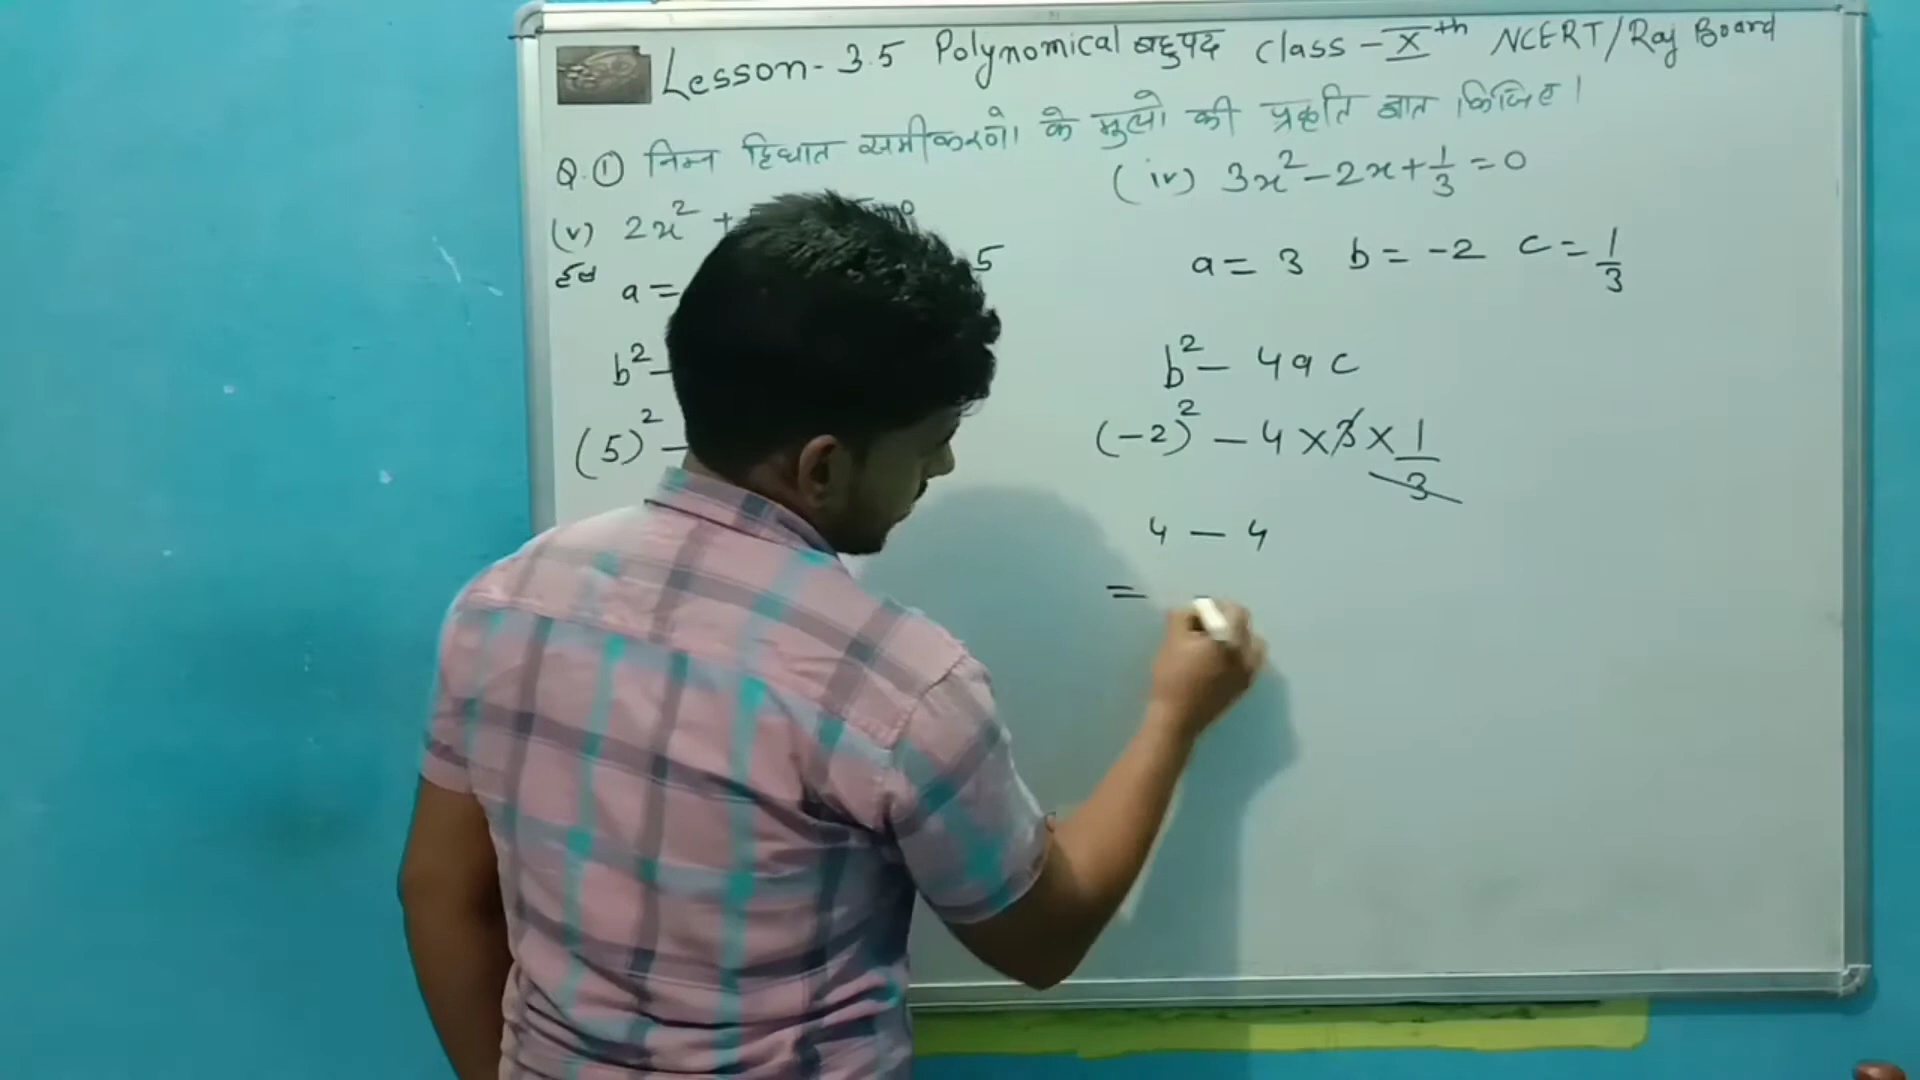 Lesson-3.5 Polynomical बहुपद class-Xth NCERT/Raj Board
Q.① निम्न द्विघात समीकरणो के मुलो की प्रकृति ज्ञात किजिए।
(v) 2x² +
हल
a =
5
b² -
(5)² -
(iv) 3x² - 2x + 1/3 = 0
a = 3 b = -2 c = 1/3
b² - 4ac
(-2)² - 4 × 3 × 1/3
4 - 4
=